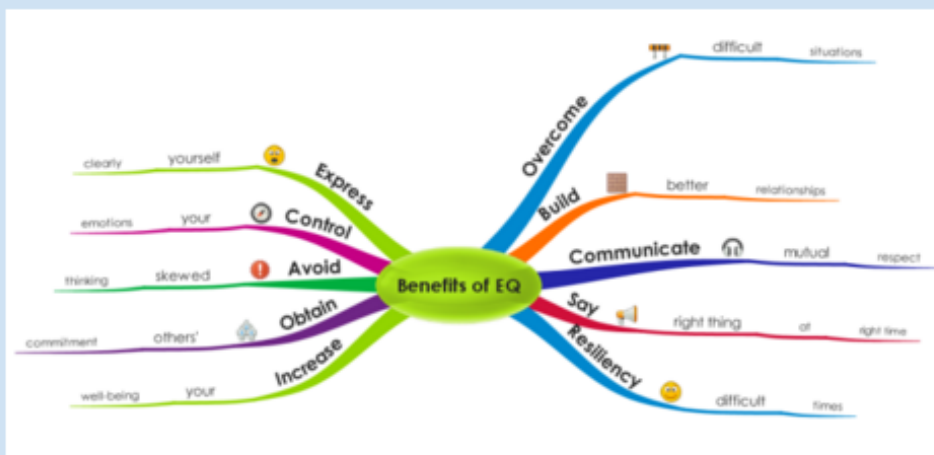 Benefits of EQ
Overcome difficult situations
Build better relationships
Communicate mutual respect
Say right thing at right time
Resiliency difficult times
Express yourself clearly
Control your emotions
Avoid skewed thinking
Obtain others' commitment
Increase your well-being